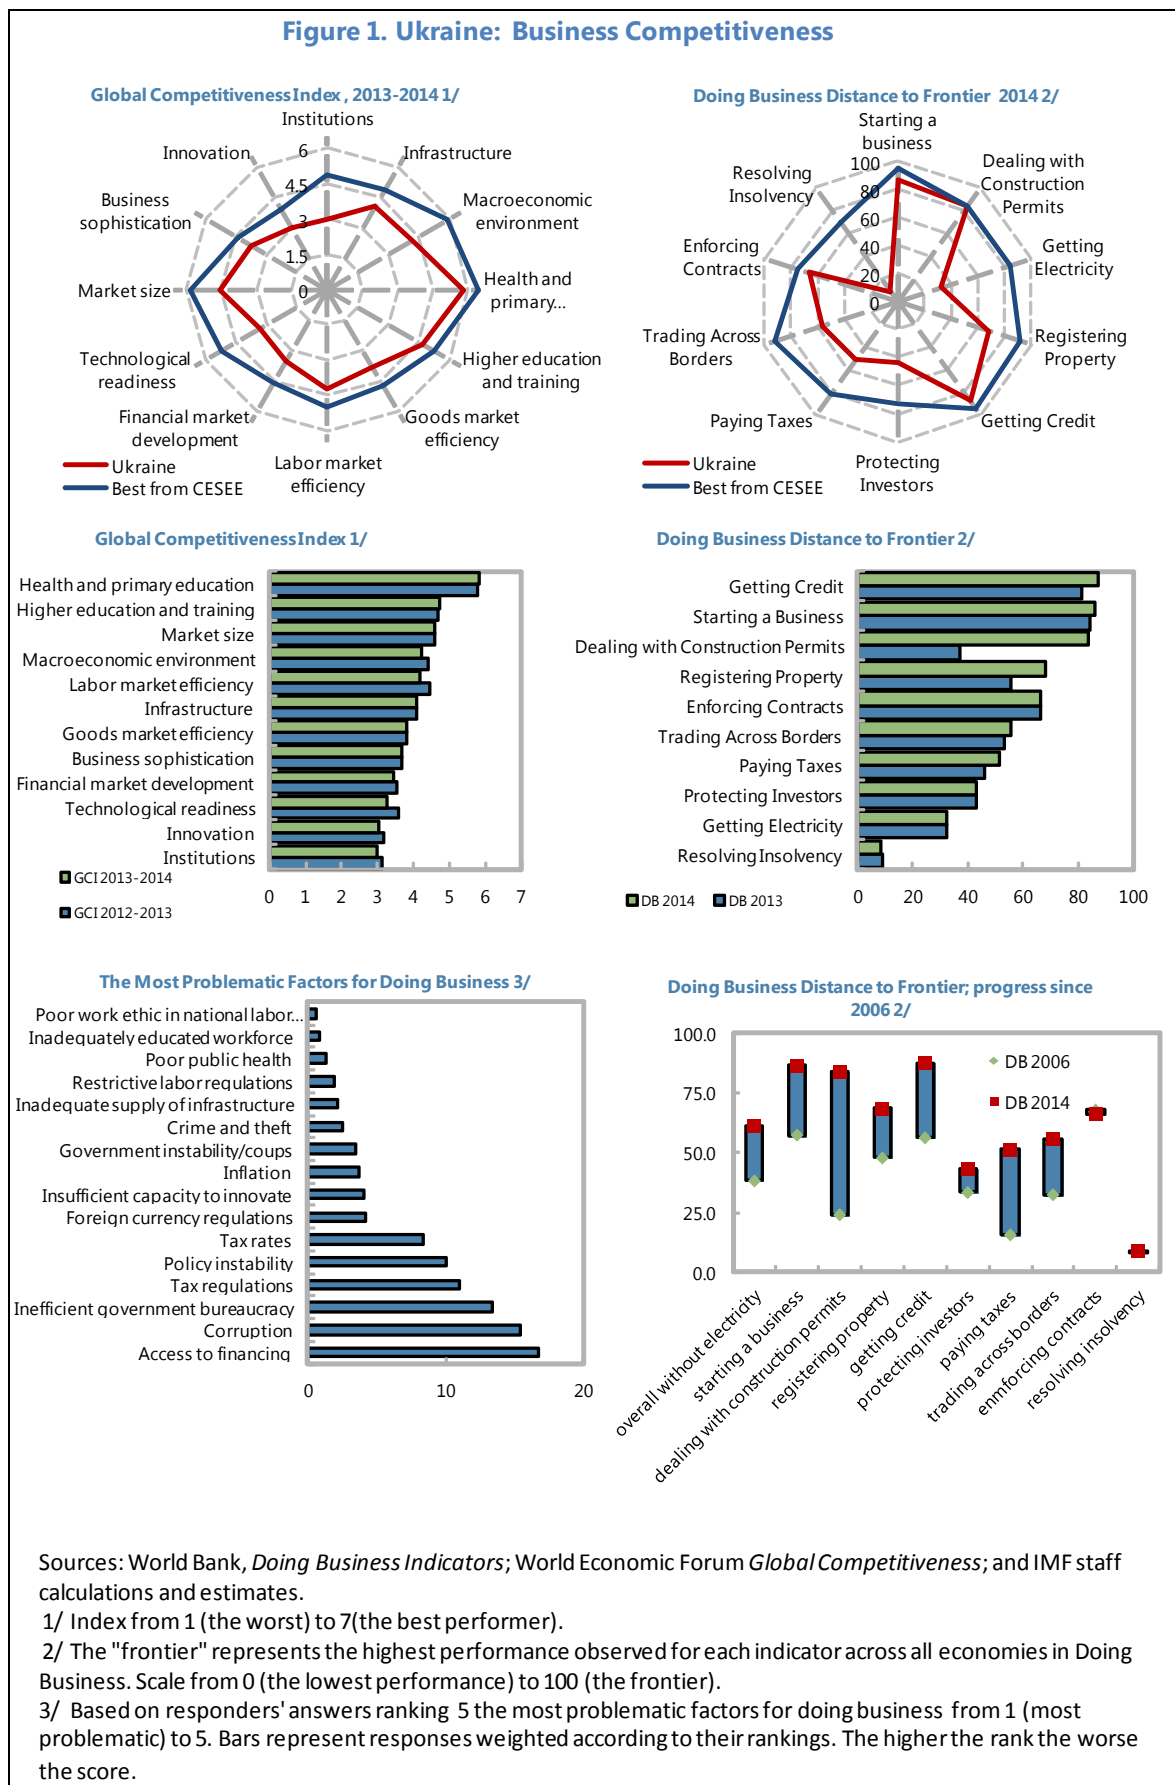 Figure 1. Ukraine: Business Competitiveness
Global Competitiveness Index , 2013-2014 1/
Institutions
Infrastructure
Macroeconomic
environment
Health and
primary...
Higher education
and training
Goods market
efficiency
Labor market
efficiency
Financial market
development
Technological
readiness
Market size
Business
sophistication
Innovation
6
4.5
3
1.5
0
Ukraine
Best from CESEE
Doing Business Distance to Frontier 2014 2/
Starting a
business
Dealing with
Construction
Permits
Getting
Electricity
Registering
Property
Getting Credit
Protecting
Investors
Paying Taxes
Trading Across
Borders
Enforcing
Contracts
Resolving
Insolvency
100
80
60
40
20
0
Ukraine
Best from CESEE
Global Competitiveness Index 1/
Health and primary education
Higher education and training
Market size
Macroeconomic environment
Labor market efficiency
Infrastructure
Goods market efficiency
Business sophistication
Financial market development
Technological readiness
Innovation
Institutions
0 1 2 3 4 5 6 7
GCI 2013-2014
GCI 2012-2013
Doing Business Distance to Frontier 2/
Getting Credit
Starting a Business
Dealing with Construction Permits
Registering Property
Enforcing Contracts
Trading Across Borders
Paying Taxes
Protecting Investors
Getting Electricity
Resolving Insolvency
0 20 40 60 80 100
DB 2014 DB 2013
The Most Problematic Factors for Doing Business 3/
Poor work ethic in national labor...
Inadequately educated workforce
Poor public health
Restrictive labor regulations
Inadequate supply of infrastructure
Crime and theft
Government instability/coups
Inflation
Insufficient capacity to innovate
Foreign currency regulations
Tax rates
Policy instability
Tax regulations
Inefficient government bureaucracy
Corruption
Access to financing
0 10 20
Doing Business Distance to Frontier; progress since
2006 2/
100.0
75.0
50.0
25.0
0.0
DB 2006
DB 2014
overall without electricity
starting a business
dealing with construction permits
registering property
getting credit
protecting investors
paying taxes
trading across borders
enmforcing contracts
resolving insolvency
Sources: World Bank, Doing Business Indicators; World Economic Forum Global Competitiveness; and IMF staff
calculations and estimates.
1/ Index from 1 (the worst) to 7(the best performer).
2/ The "frontier" represents the highest performance observed for each indicator across all economies in Doing
Business. Scale from 0 (the lowest performance) to 100 (the frontier).
3/ Based on responders' answers ranking 5 the most problematic factors for doing business from 1 (most
problematic) to 5. Bars represent responses weighted according to their rankings. The higher the rank the worse
the score.